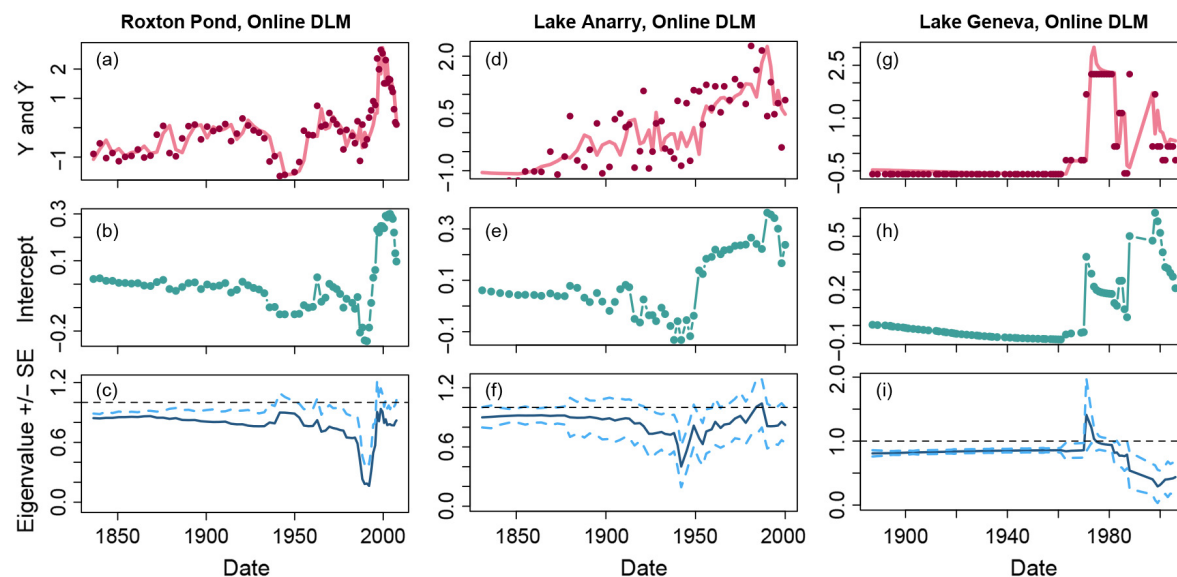 Roxton Pond, Online DLM
Lake Anarry, Online DLM
Lake Geneva, Online DLM
Y and Ŷ
(a)
2
1
-1
(d)
2.0
0.5
-1.0
(g)
2.5
1.0
-0.5
Intercept
(b)
0.3
0.1
-0.2
(e)
0.3
0.1
-0.1
(h)
0.5
0.2
-0.1
Eigenvalue +/- SE
(c)
1.2
0.6
0.0
(f)
1.2
0.6
0.0
(i)
2.0
1.0
0.0
1850 1900 1950 2000
1850 1900 1950 2000
1900 1940 1980
Date
Date
Date